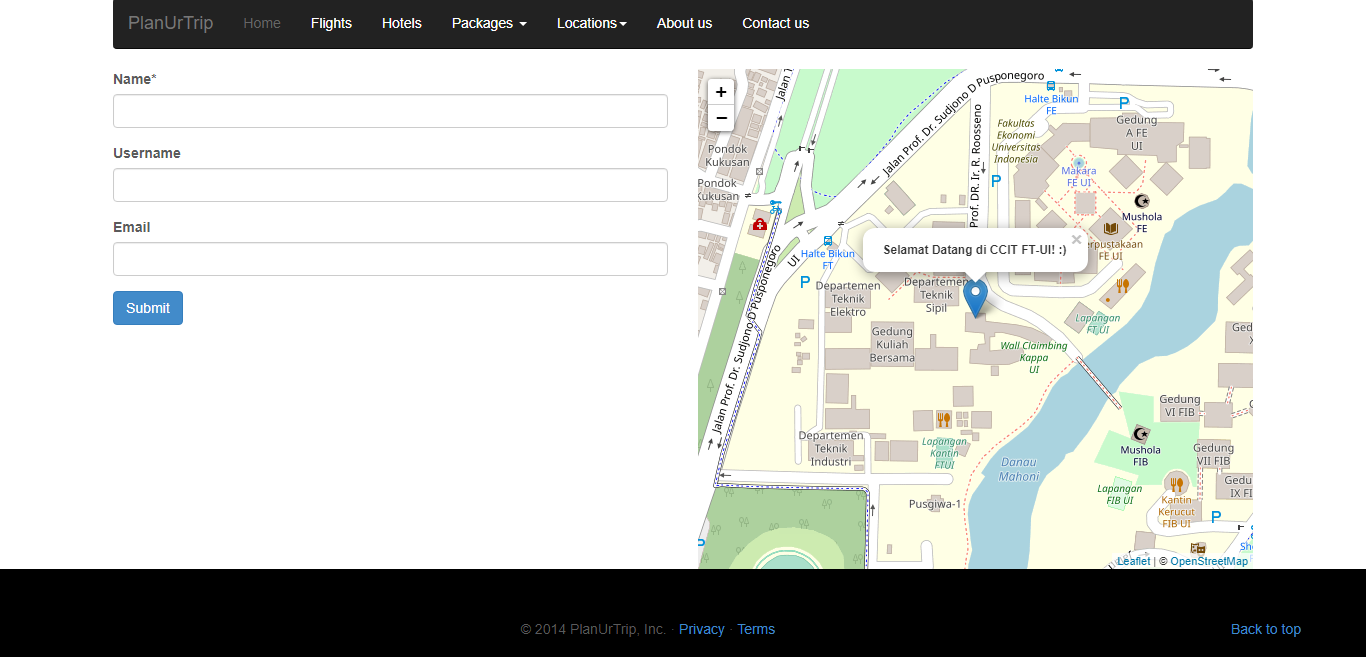 PlanUrTrip Home Flights Hotels Packages Locations About us Contact us
Name*
Username
Email
Submit
+
−
Jalan Prof. Dr. Sudjono D Pusponegoro
Halte Bikun
FE
P
Gedung
A FE
UI
Fakultas
Ekonomi
Universitas
Indonesia
Prof. DR. Ir. R. Roosseno
Pondok
Kukusan
Pondok
Kukusan
P
Makara
FE UI
Mushola
FE
FE UI
Selamat Datang di CCIT FT-UI! :)
×
UI
Halte Bikun
FT
P
Departemen
Teknik
Elektro
Departemen
Teknik
Sipil
Jalan Prof. Dr. Sudjono D Pusponegoro
Gedung
Kuliah
Bersama
Lapangan
FT UI
Wall Claimbing
Kappa
UI
Gedung
VI FIB
Departemen
Teknik
Industri
Lapangan
Kantin
FTUI
Mushola
FIB
Gedung
VII FIB
Danau
Mahoni
Lapangan
FIB UI
Pusgiwa-1
Kantin
Kerucut
FIB UI
P
P
Leaflet | © OpenStreetMap
© 2014 PlanUrTrip, Inc. · Privacy · Terms
Back to top